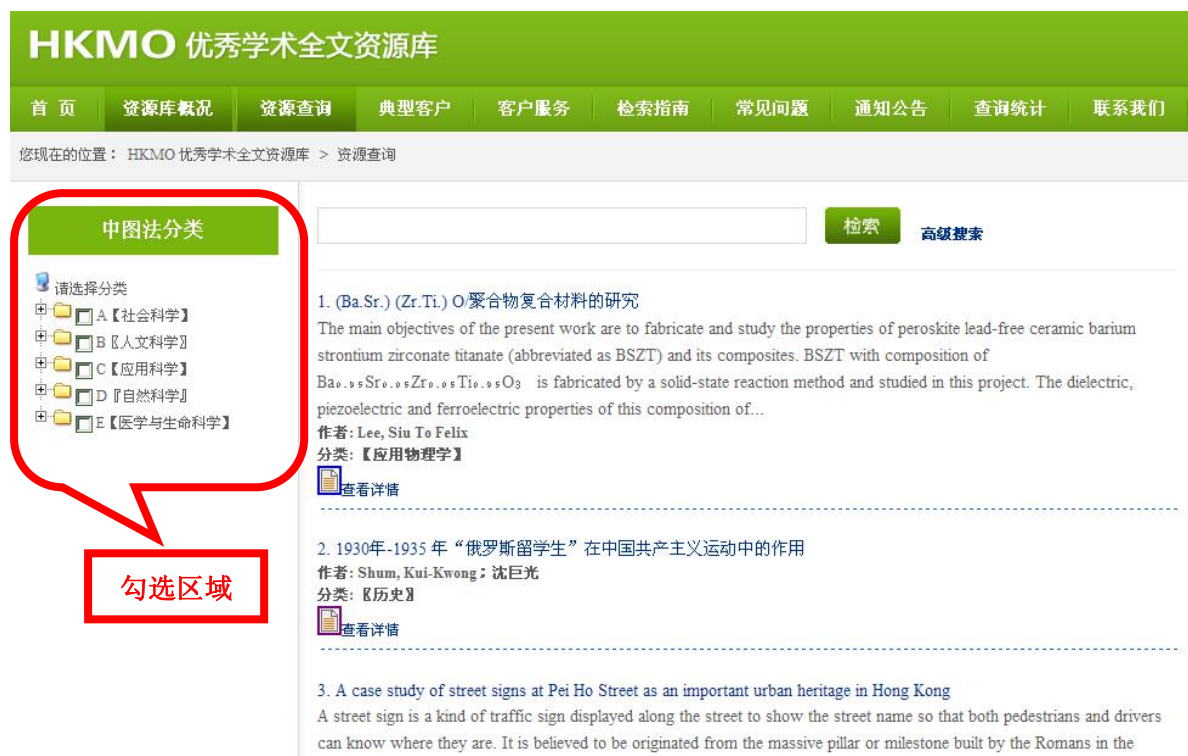 HKMO 优秀学术全文资源库
首 页 资源库概况 资源查询 典型客户 客户服务 检索指南 常见问题 通知公告 查询统计 联系我们
您现在的位置： HKMO 优秀学术全文资源库 > 资源查询
中图法分类
请选择分类
A【社会科学】
B〖人文科学〗
C【应用科学】
D『自然科学』
E【医学与生命科学】
勾选区域
检索 高级搜索
1. (Ba.Sr.) (Zr.Ti.) O/聚合物复合材料的研究
The main objectives of the present work are to fabricate and study the properties of peroskite lead-free ceramic barium
strontium zirconate titanate (abbreviated as BSZT) and its composites. BSZT with composition of
Ba₀.₉₅Sr₀.₀₅Zr₀.₀₅Ti₀.₉₅O₃ is fabricated by a solid-state reaction method and studied in this project. The dielectric,
piezoelectric and ferroelectric properties of this composition of...
作者: Lee, Siu To Felix
分类:【应用物理学】
查看详情
2. 1930年-1935 年“俄罗斯留学生”在中国共产主义运动中的作用
作者: Shum, Kui-Kwong；沈巨光
分类:〖历史〗
查看详情
3. A case study of street signs at Pei Ho Street as an important urban heritage in Hong Kong
A street sign is a kind of traffic sign displayed along the street to show the street name so that both pedestrians and drivers
can know where they are. It is believed to be originated from the massive pillar or milestone built by the Romans in the